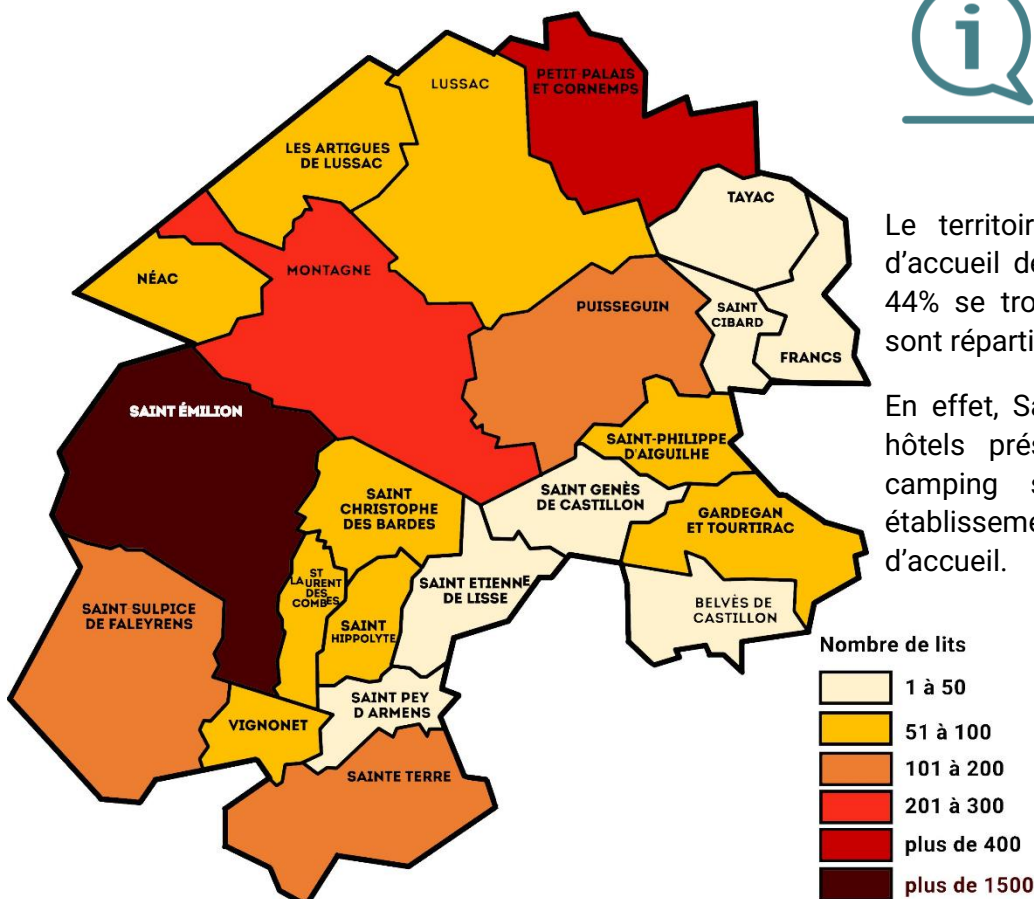 i
LUSSAC
PETIT PALAIS
ET CORNEMPS
LES ARTIGUES
DE LUSSAC
TAYAC
NÉAC
MONTAGNE
PUISSEGUIN
SAINT
CIBARD
FRANCS
SAINT ÉMILION
SAINT-PHILIPPE
D'AIGUILHE
SAINT
CHRISTOPHE
DES BARDES
SAINT GENÈS
DE CASTILLON
GARDEGAN
ET TOURTIRAC
ST
LAURENT
DES
COMBES
SAINT ETIENNE
DE LISSE
SAINT-SULPICE
DE FALEYRENS
SAINT
HIPPOLYTE
BELVÈS DE
CASTILLON
SAINT PEY
D ARMENS
VIGNONET
SAINTE TERRE
Le territoir
d'accueil de
44% se tro
sont réparti
En effet, Sa
hôtels prés
camping s
établisseme
d'accueil.
Nombre de lits
1 à 50
51 à 100
101 à 200
201 à 300
plus de 400
plus de 1500